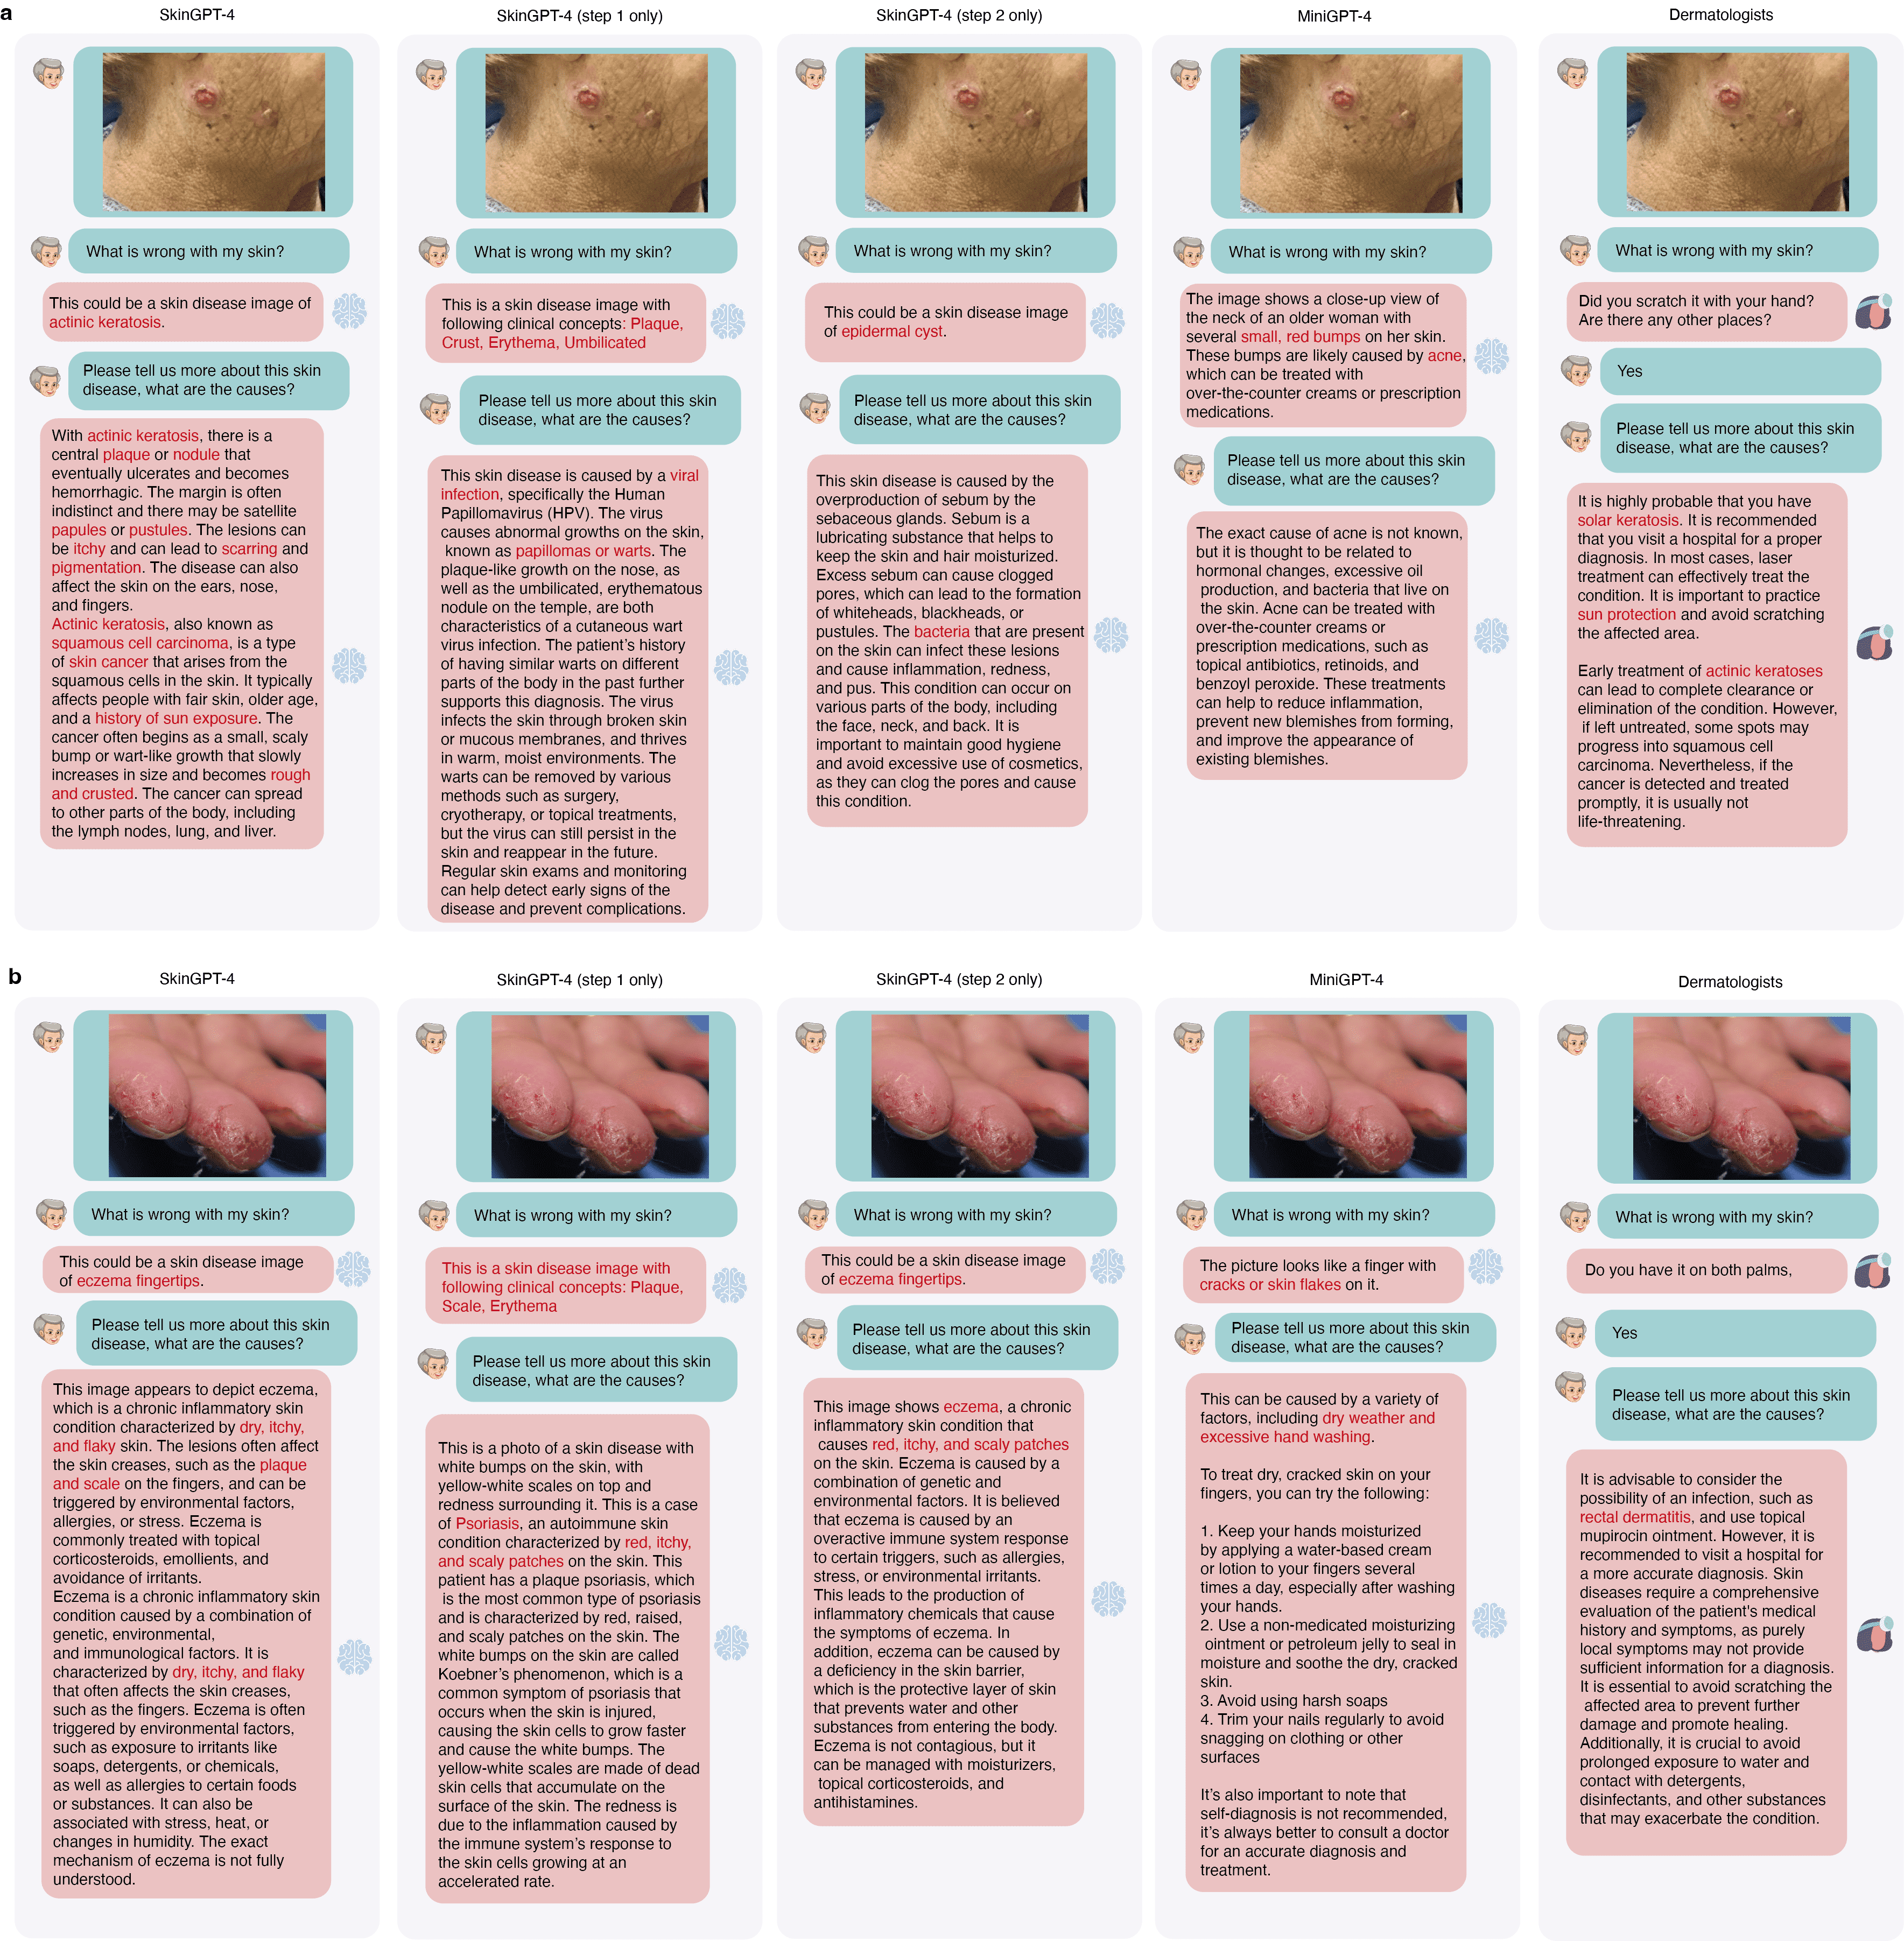 a
SkinGPT-4
What is wrong with my skin?
This could be a skin disease image of
actinic keratosis.
Please tell us more about this skin
disease, what are the causes?
With actinic keratosis, there is a
central plaque or nodule that
eventually ulcerates and becomes
hemorrhagic. The margin is often
indistinct and there may be satellite
papules or pustules. The lesions can
be itchy and can lead to scarring and
pigmentation. The disease can also
affect the skin on the ears, nose,
and fingers.
Actinic keratosis, also known as
squamous cell carcinoma, is a type
of skin cancer that arises from the
squamous cells in the skin. It typically
affects people with fair skin, older age,
and a history of sun exposure. The
cancer often begins as a small, scaly
bump or wart-like growth that slowly
increases in size and becomes rough
and crusted. The cancer can spread
to other parts of the body, including
the lymph nodes, lung, and liver.
SkinGPT-4 (step 1 only)
What is wrong with my skin?
This is a skin disease image with
following clinical concepts: Plaque,
Crust, Erythema, Umbilicated
Please tell us more about this skin
disease, what are the causes?
This skin disease is caused by a viral
infection, specifically the Human
Papillomavirus (HPV). The virus
causes abnormal growths on the skin,
known as papillomas or warts. The
plaque-like growth on the nose, as
well as the umbilicated, erythematous
nodule on the temple, are both
characteristics of a cutaneous wart
virus infection. The patient's history
of having similar warts on different
parts of the body in the past further
supports this diagnosis. The virus
infects the skin through broken skin
or mucous membranes, and thrives
in warm, moist environments. The
warts can be removed by various
methods such as surgery,
cryotherapy, or topical treatments,
but the virus can still persist in the
skin and reappear in the future.
Regular skin exams and monitoring
can help detect early signs of the
disease and prevent complications.
SkinGPT-4 (step 2 only)
What is wrong with my skin?
This could be a skin disease image
of epidermal cyst.
Please tell us more about this skin
disease, what are the causes?
This skin disease is caused by the
overproduction of sebum by the
sebaceous glands. Sebum is a
lubricating substance that helps to
keep the skin and hair moisturized.
Excess sebum can cause clogged
pores, which can lead to the formation
of whiteheads, blackheads, or
pustules. The bacteria that are present
on the skin can infect these lesions
and cause inflammation, redness,
and pus. This condition can occur on
various parts of the body, including
the face, neck, and back. It is
important to maintain good hygiene
and avoid excessive use of cosmetics,
as they can clog the pores and cause
this condition.
MiniGPT-4
What is wrong with my skin?
The image shows a close-up view of
the neck of an older woman with
several small, red bumps on her skin.
These bumps are likely caused by acne,
which can be treated with
over-the-counter creams or prescription
medications.
Please tell us more about this skin
disease, what are the causes?
The exact cause of acne is not known,
but it is thought to be related to
hormonal changes, excessive oil
production, and bacteria that live on
the skin. Acne can be treated with
over-the-counter creams or
prescription medications, such as
topical antibiotics, retinoids, and
benzoyl peroxide. These treatments
can help to reduce inflammation,
prevent new blemishes from forming,
and improve the appearance of
existing blemishes.
Dermatologists
What is wrong with my skin?
Did you scratch it with your hand?
Are there any other places?
Yes
Please tell us more about this skin
disease, what are the causes?
It is highly probable that you have
solar keratosis. It is recommended
that you visit a hospital for a proper
diagnosis. In most cases, laser
treatment can effectively treat the
condition. It is important to practice
sun protection and avoid scratching
the affected area.
Early treatment of actinic keratoses
can lead to complete clearance or
elimination of the condition. However,
if left untreated, some spots may
progress into squamous cell
carcinoma. Nevertheless, if the
cancer is detected and treated
promptly, it is usually not
life-threatening.
b
SkinGPT-4
What is wrong with my skin?
This could be a skin disease image
of eczema fingertips.
Please tell us more about this skin
disease, what are the causes?
This image appears to depict eczema,
which is a chronic inflammatory skin
condition characterized by dry, itchy,
and flaky skin. The lesions often affect
the skin creases, such as the plaque
and scale on the fingers, and can be
triggered by environmental factors,
allergies, or stress. Eczema is
commonly treated with topical
corticosteroids, emollients, and
avoidance of irritants.
Eczema is a chronic inflammatory skin
condition caused by a combination of
genetic, environmental,
and immunological factors. It is
characterized by dry, itchy, and flaky
that often affects the skin creases,
such as the fingers. Eczema is often
triggered by environmental factors,
such as exposure to irritants like
soaps, detergents, or chemicals,
as well as allergies to certain foods
or substances. It can also be
associated with stress, heat, or
changes in humidity. The exact
mechanism of eczema is not fully
understood.
SkinGPT-4 (step 1 only)
What is wrong with my skin?
This is a skin disease image with
following clinical concepts: Plaque,
Scale, Erythema
Please tell us more about this skin
disease, what are the causes?
This is a photo of a skin disease with
white bumps on the skin, with
yellow-white scales on top and
redness surrounding it. This is a case
of Psoriasis, an autoimmune skin
condition characterized by red, itchy,
and scaly patches on the skin. This
patient has a plaque psoriasis, which
is the most common type of psoriasis
and is characterized by red, raised,
and scaly patches on the skin. The
white bumps on the skin are called
Koebner's phenomenon, which is a
common symptom of psoriasis that
occurs when the skin is injured,
causing the skin cells to grow faster
and cause the white bumps. The
yellow-white scales are made of dead
skin cells that accumulate on the
surface of the skin. The redness is
due to the inflammation caused by
the immune system's response to
the skin cells growing at an
accelerated rate.
SkinGPT-4 (step 2 only)
What is wrong with my skin?
This could be a skin disease image
of eczema fingertips.
Please tell us more about this skin
disease, what are the causes?
This image shows eczema, a chronic
inflammatory skin condition that
causes red, itchy, and scaly patches
on the skin. Eczema is caused by a
combination of genetic and
environmental factors. It is believed
that eczema is caused by an
overactive immune system response
to certain triggers, such as allergies,
stress, or environmental irritants.
This leads to the production of
inflammatory chemicals that cause
the symptoms of eczema. In
addition, eczema can be caused by
a deficiency in the skin barrier,
which is the protective layer of skin
that prevents water and other
substances from entering the body.
Eczema is not contagious, but it
can be managed with moisturizers,
topical corticosteroids, and
antihistamines.
MiniGPT-4
What is wrong with my skin?
The picture looks like a finger with
cracks or skin flakes on it.
Please tell us more about this skin
disease, what are the causes?
This can be caused by a variety of
factors, including dry weather and
excessive hand washing.
To treat dry, cracked skin on your
fingers, you can try the following:
1. Keep your hands moisturized
by applying a water-based cream
or lotion to your fingers several
times a day, especially after washing
your hands.
2. Use a non-medicated moisturizing
ointment or petroleum jelly to seal in
moisture and soothe the dry, cracked
skin.
3. Avoid using harsh soaps
4. Trim your nails regularly to avoid
snagging on clothing or other
surfaces
It's also important to note that
self-diagnosis is not recommended,
it's always better to consult a doctor
for an accurate diagnosis and
treatment.
Dermatologists
What is wrong with my skin?
Do you have it on both palms,
Yes
Please tell us more about this skin
disease, what are the causes?
It is advisable to consider the
possibility of an infection, such as
rectal dermatitis, and use topical
mupirocin ointment. However, it is
recommended to visit a hospital for
a more accurate diagnosis. Skin
diseases require a comprehensive
evaluation of the patient's medical
history and symptoms, as purely
local symptoms may not provide
sufficient information for a diagnosis.
It is essential to avoid scratching the
affected area to prevent further
damage and promote healing.
Additionally, it is crucial to avoid
prolonged exposure to water and
contact with detergents,
disinfectants, and other substances
that may exacerbate the condition.